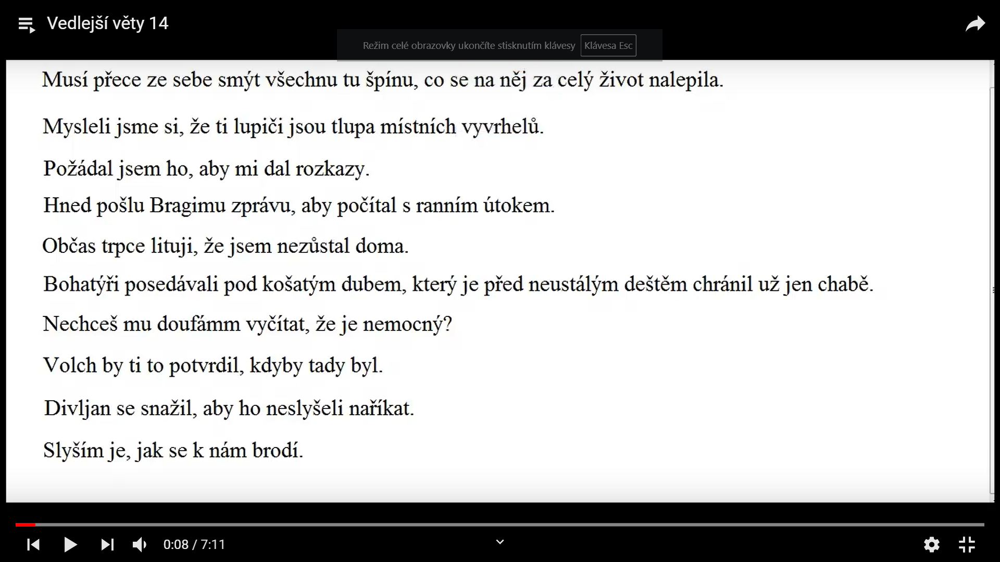 Vedlejší věty 14
Režim celé obrazovky ukončíte stisknutím klávesy Klávesa Esc
Musí přece ze sebe smýt všechnu tu špínu, co se na něj za celý život nalepila.
Mysleli jsme si, že ti lupiči jsou tlupa místních vyvrhelů.
Požádal jsem ho, aby mi dal rozkazy.
Hned pošlu Bragimu zprávu, aby počítal s ranním útokem.
Občas trpce lituji, že jsem nezůstal doma.
Bohatýři posedávali pod košatým dubem, který je před neustálým deštěm chránil už jen chabě.
Nechceš mu doufámm vyčítat, že je nemocný?
Volch by ti to potvrdil, kdyby tady byl.
Divljan se snažil, aby ho neslyšeli naříkat.
Slyším je, jak se k nám brodí.
0:08 / 7:11